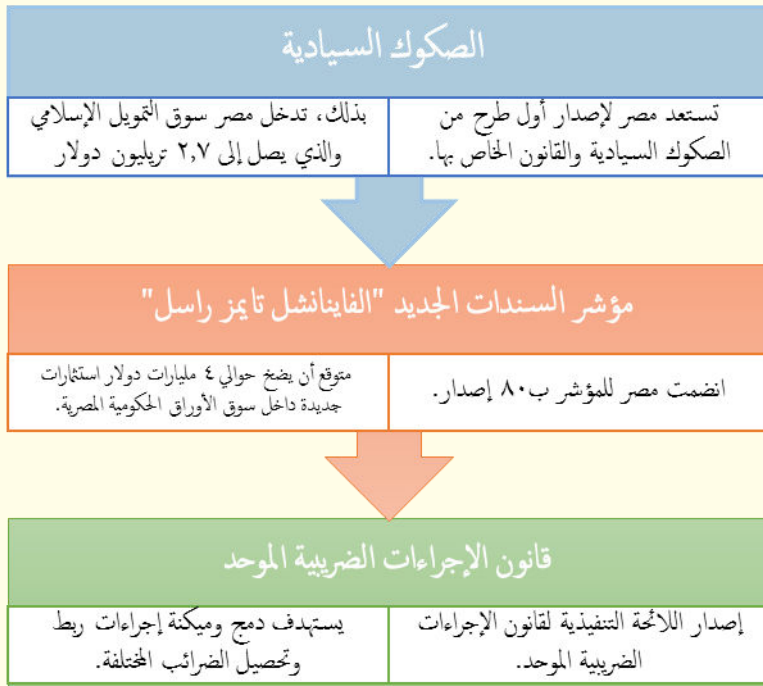 الصكوك السيادية
تستعد مصر لإصدار أول طرح من
الصكوك السيادية والقانون الخاص بها.
بذلك، تدخل مصر سوق التمويل الإسلامي
والذي يصل إلى ٢,٧ تريليون دولار
مؤشر السندات الجديد "الفاينانشل تايمز راسل"
انضمت مصر للمؤشر ب٨٠ إصدار.
متوقع أن يضخ حوالي ٤ مليارات دولار استثمارات
جديدة داخل سوق الأوراق الحكومية المصرية.
قانون الإجراءات الضريبية الموحد
إصدار اللائحة التنفيذية لقانون الإجراءات
الضريبية الموحد.
يستهدف دمج وميكنة إجراءات ربط
وتحصيل الضرائب المختلفة.